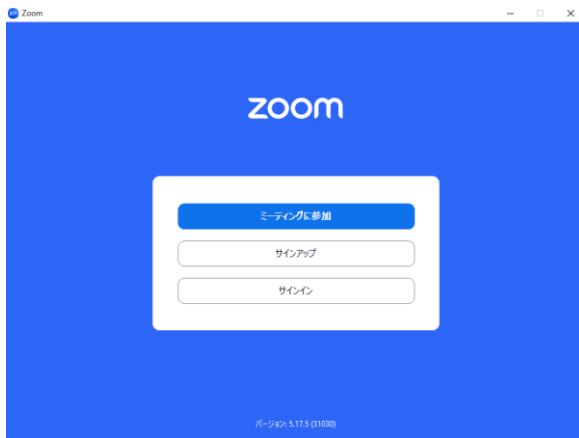 zm Zoom
zoom
ミーティングに参加
サインアップ
サインイン
バージョン: 5.17.5 (31030)